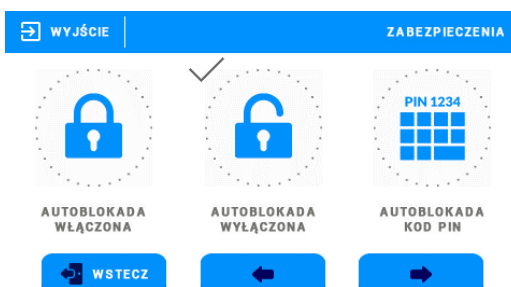 WYJŚCIE
ZABEZPIECZENIA
PIN 1234
AUTOBLOKADA
WŁĄCZONA
AUTOBLOKADA
WYŁĄCZONA
AUTOBLOKADA
KOD PIN
WSTECZ